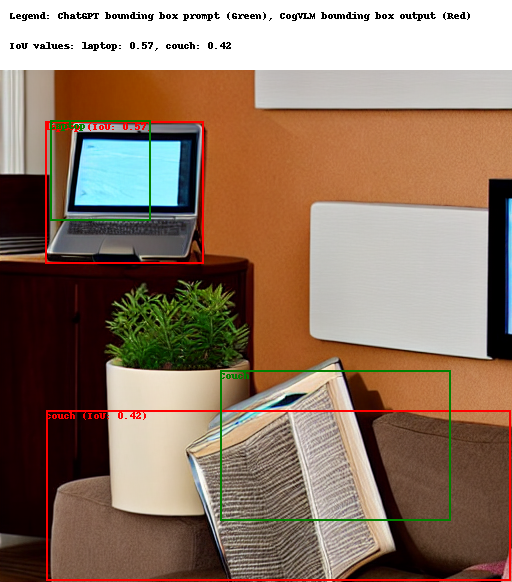 Legend: ChatGPT bounding box prompt (Green), CogVLM bounding box output (Red)
IoU values: laptop: 0.57, couch: 0.42
laptop (IoU: 0.57
couch
couch (IoU: 0.42)